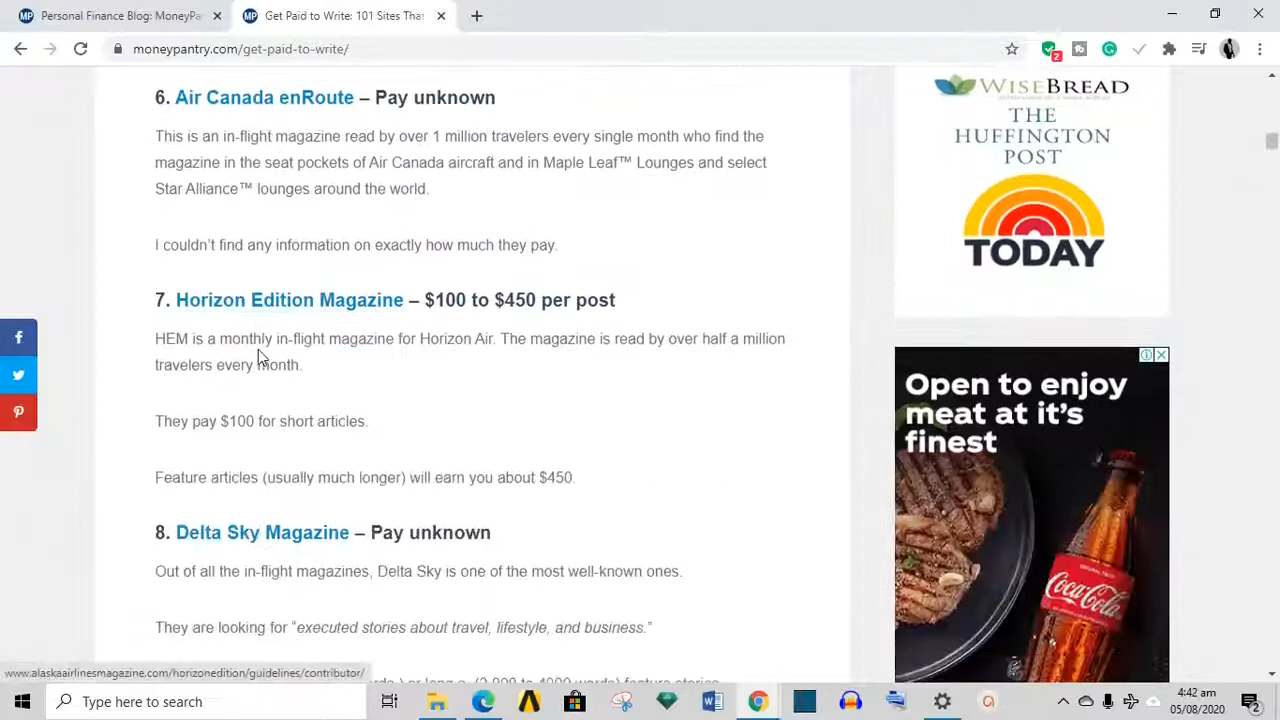 Personal Finance Blog: MoneyPan
Get Paid to Write: 101 Sites Tha
moneypantry.com/get-paid-to-write/
2
6. Air Canada enRoute – Pay unknown
This is an in-flight magazine read by over 1 million travelers every single month who find the
magazine in the seat pockets of Air Canada aircraft and in Maple Leaf™ Lounges and select
Star Alliance™ lounges around the world.
I couldn't find any information on exactly how much they pay.
7. Horizon Edition Magazine – $100 to $450 per post
HEM is a monthly in-flight magazine for Horizon Air. The magazine is read by over half a million
travelers every month.
They pay $100 for short articles.
Feature articles (usually much longer) will earn you about $450.
8. Delta Sky Magazine – Pay unknown
Out of all the in-flight magazines, Delta Sky is one of the most well-known ones.
They are looking for “executed stories about travel, lifestyle, and business.”
WISEBREAD
THE
HUFFINGTON
POST
TODAY
Open to enjoy
meat at it's
finest
Coca-Cola
www.alaskaairlinesmagazine.com/horizonedition/guidelines/contributor/
Type here to search
4:42 am
05/08/2020
2